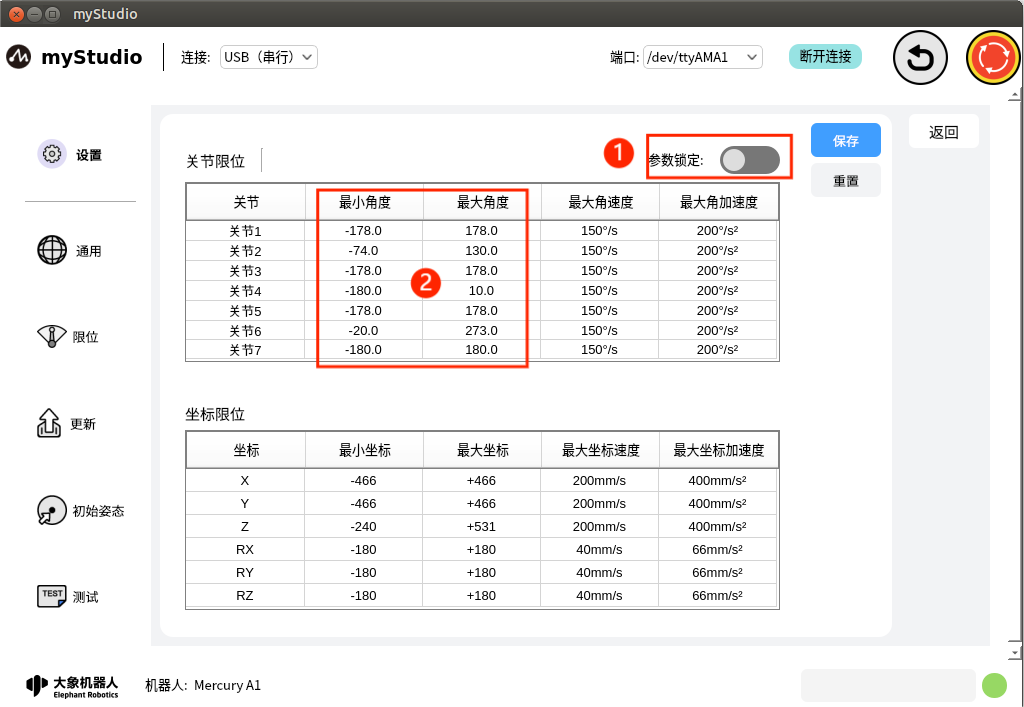 myStudio
myStudio 连接: USB（串行） 端口: /dev/ttyAMA1 断开连接
设置
通用
限位
更新
初始姿态
TEST 测试
关节限位 1 参数锁定: 保存 返回
重置
关节 最小角度 最大角度 最大角速度 最大角加速度
关节1 -178.0 178.0 150°/s 200°/s²
关节2 -74.0 130.0 150°/s 200°/s²
关节3 -178.0 178.0 150°/s 200°/s²
2
关节4 -180.0 10.0 150°/s 200°/s²
关节5 -178.0 178.0 150°/s 200°/s²
关节6 -20.0 273.0 150°/s 200°/s²
关节7 -180.0 180.0 150°/s 200°/s²
坐标限位
坐标 最小坐标 最大坐标 最大坐标速度 最大坐标加速度
X -466 +466 200mm/s 400mm/s²
Y -466 +466 200mm/s 400mm/s²
Z -240 +531 200mm/s 400mm/s²
RX -180 +180 40mm/s 66mm/s²
RY -180 +180 40mm/s 66mm/s²
RZ -180 +180 40mm/s 66mm/s²
大象机器人
Elephant Robotics
机器人: Mercury A1